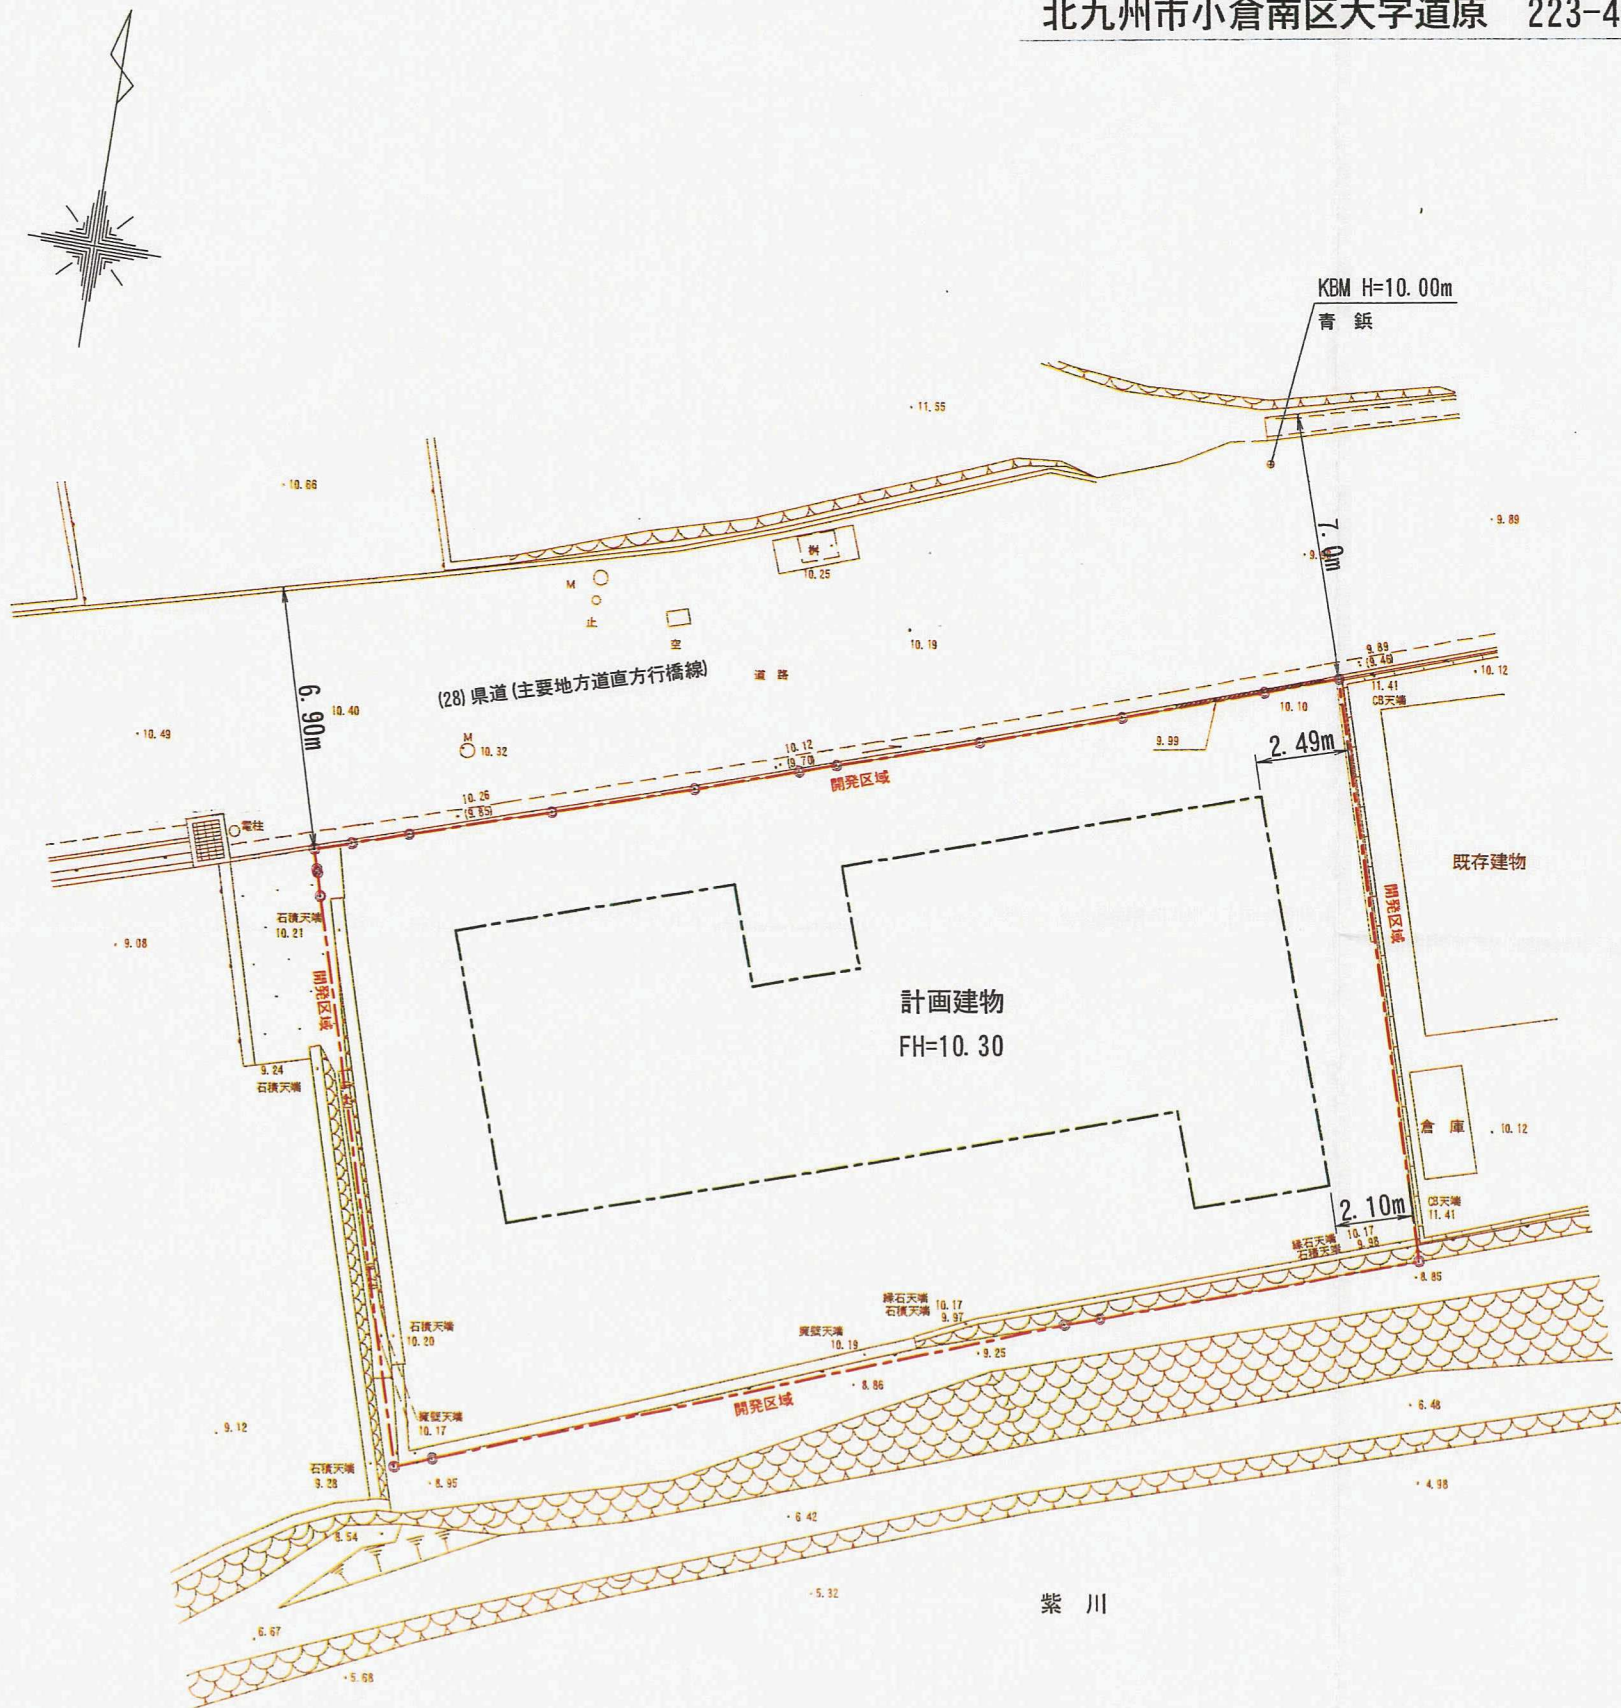 北九州市小倉南区大字道原 223-4
KBM H=10.00m
青 鋲
11.55
10.66
9.89
7.0m
桝
10.25
M
止
空
10.19
道 路
(28) 県道 (主要地方道直方行橋線)
6.90m
10.40
10.49
M
10.32
9.89
(9.46)
10.12
11.41
CB天端
10.10
9.99
2.49m
10.12
(9.70)
開発区域
10.26
(9.85)
電柱
既存建物
開発区域
石積天端
10.21
9.08
開発区域
計画建物
FH=10.30
9.24
石積天端
倉 庫
10.12
CB天端
11.41
2.10m
縁石天端 10.17
石積天端 9.98
8.85
縁石天端 10.17
石積天端 9.97
擁壁天端
10.19
9.25
石積天端
10.20
8.86
開発区域
擁壁天端
10.17
9.12
6.48
石積天端
9.28
8.95
4.98
6.42
8.54
5.32
紫 川
6.67
5.68